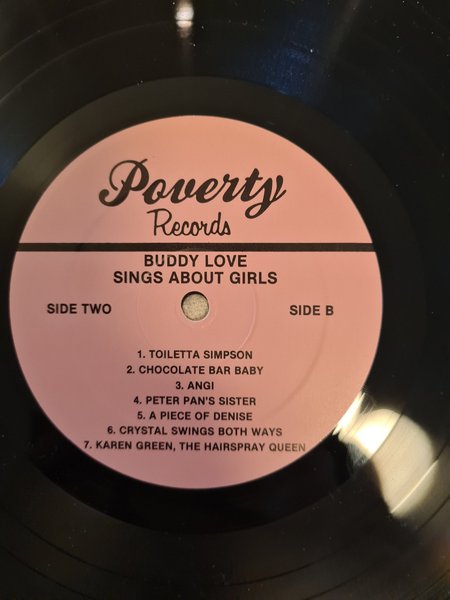 Poverty
Records
BUDDY LOVE
SINGS ABOUT GIRLS
SIDE TWO SIDE B
1. TOILETTA SIMPSON
2. CHOCOLATE BAR BABY
3. ANGI
4. PETER PAN'S SISTER
5. A PIECE OF DENISE
6. CRYSTAL SWINGS BOTH WAYS
7. KAREN GREEN, THE HAIRSPRAY QUEEN